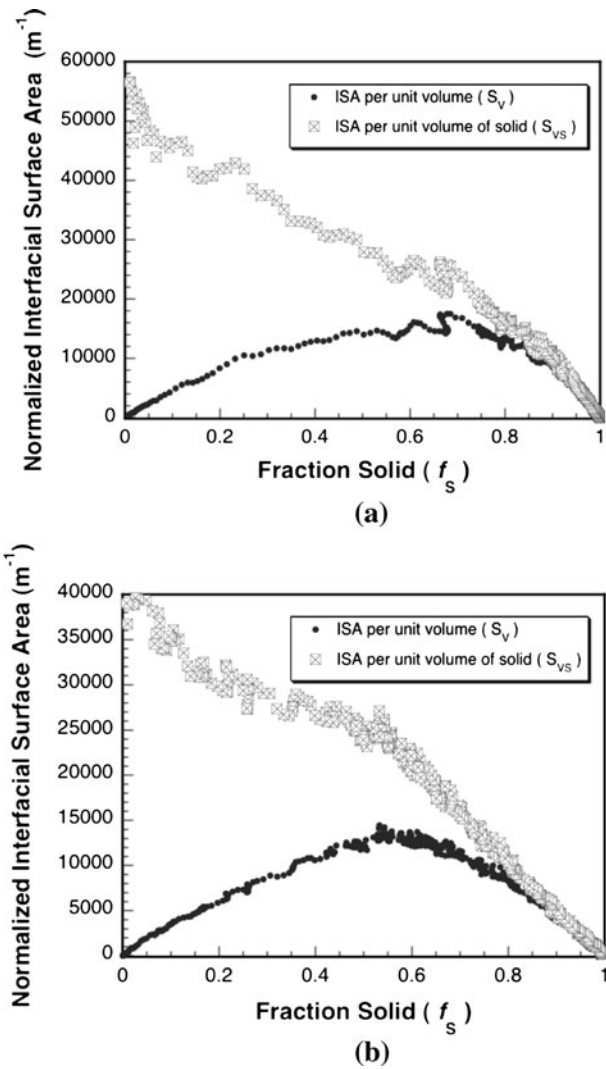 Normalized Interfacial Surface Area (m⁻¹)
60000
50000
40000
30000
20000
10000
0
ISA per unit volume ( S_V )
ISA per unit volume of solid ( S_VS )
0 0.2 0.4 0.6 0.8 1
Fraction Solid ( f_S )
(a)
Normalized Interfacial Surface Area (m⁻¹)
40000
35000
30000
25000
20000
15000
10000
5000
0
ISA per unit volume ( S_V )
ISA per unit volume of solid ( S_VS )
0 0.2 0.4 0.6 0.8 1
Fraction Solid ( f_S )
(b)